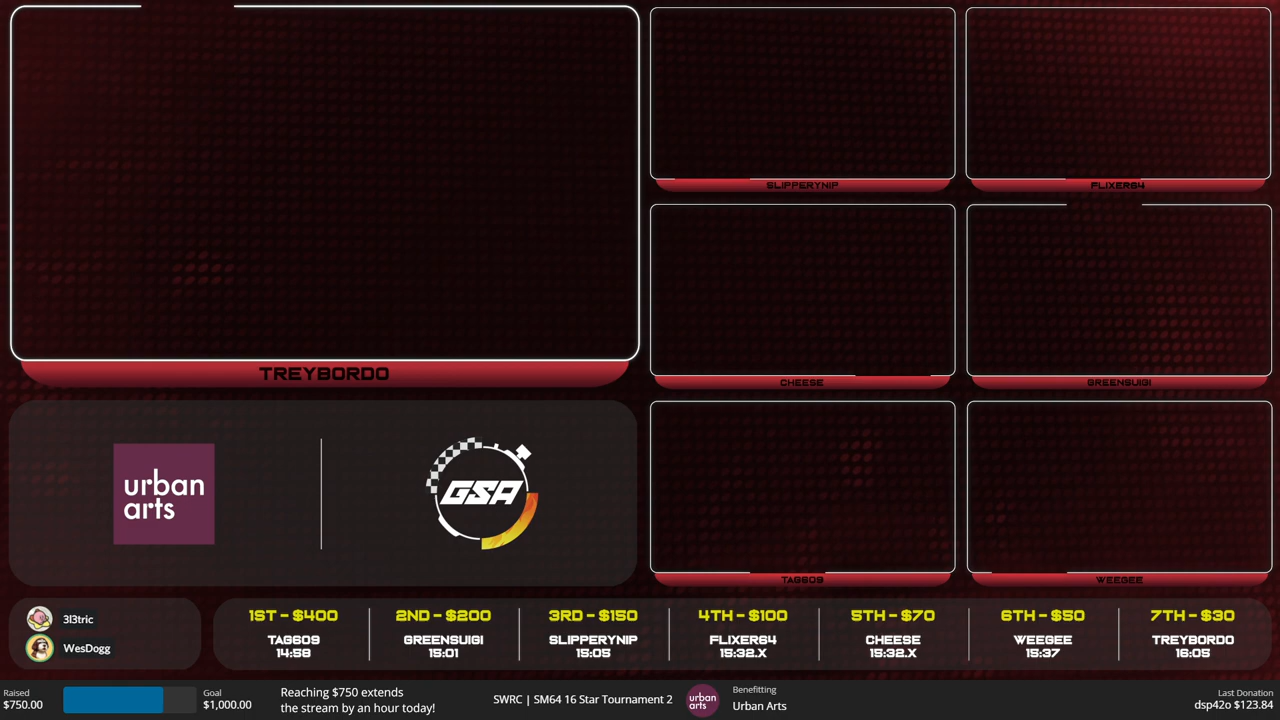 TREYBORDO
SLIPPERYNIP
FLIXER64
CHEESE
GREENSUIGI
TAG609
WEEGEE
urban
arts
GSA
3l3tric
WesDogg
1ST - $400
TAG609
14:58
2ND - $200
GREENSUIGI
15:01
3RD - $150
SLIPPERYNIP
15:05
4TH - $100
FLIXER64
15:32.X
5TH - $70
CHEESE
15:32.X
6TH - $50
WEEGEE
15:37
7TH - $30
TREYBORDO
16:05
Raised
$750.00
Goal
$1,000.00
Reaching $750 extends
the stream by an hour today!
SWRC | SM64 16 Star Tournament 2
urban
arts
Benefitting
Urban Arts
Last Donation
dsp42o $123.84